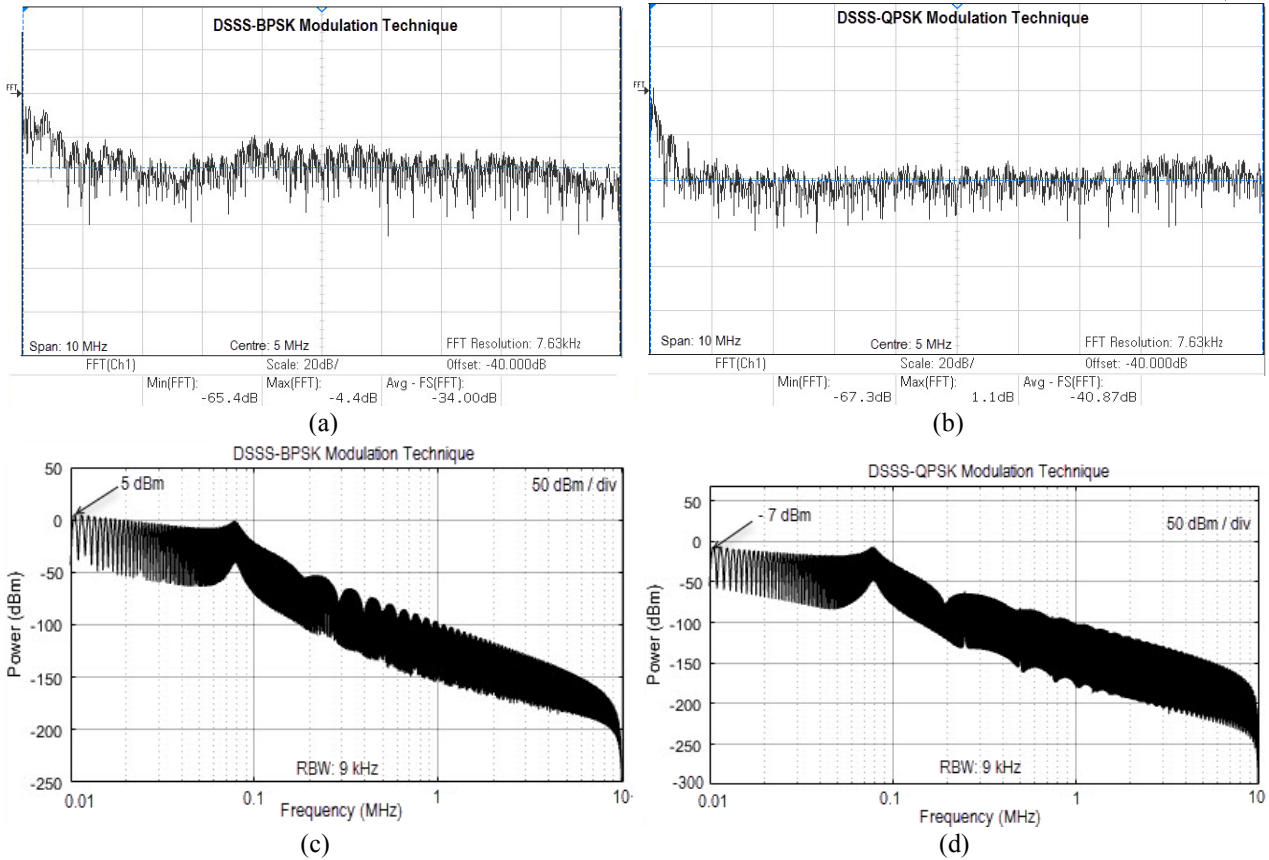 DSSS-BPSK Modulation Technique
FFT
Span: 10 MHz Centre: 5 MHz FFT Resolution: 7.63kHz
FFT(Ch1) Scale: 20dB/ Offset: -40.000dB
Min(FFT): Max(FFT): Avg - FS(FFT):
-65.4dB -4.4dB -34.00dB
(a)
DSSS-QPSK Modulation Technique
FFT
Span: 10 MHz Centre: 5 MHz FFT Resolution: 7.63kHz
FFT(Ch1) Scale: 20dB/ Offset: -40.000dB
Min(FFT): Max(FFT): Avg - FS(FFT):
-67.3dB 1.1dB -40.87dB
(b)
DSSS-BPSK Modulation Technique
50
5 dBm
50 dBm / div
0
-50
-100
-150
-200
-250
Power (dBm)
RBW: 9 kHz
0.01 0.1 1 10
Frequency (MHz)
(c)
DSSS-QPSK Modulation Technique
50
- 7 dBm
50 dBm / div
0
-50
-100
-150
-200
-250
-300
Power (dBm)
RBW: 9 kHz
0.01 0.1 1 10
Frequency (MHz)
(d)